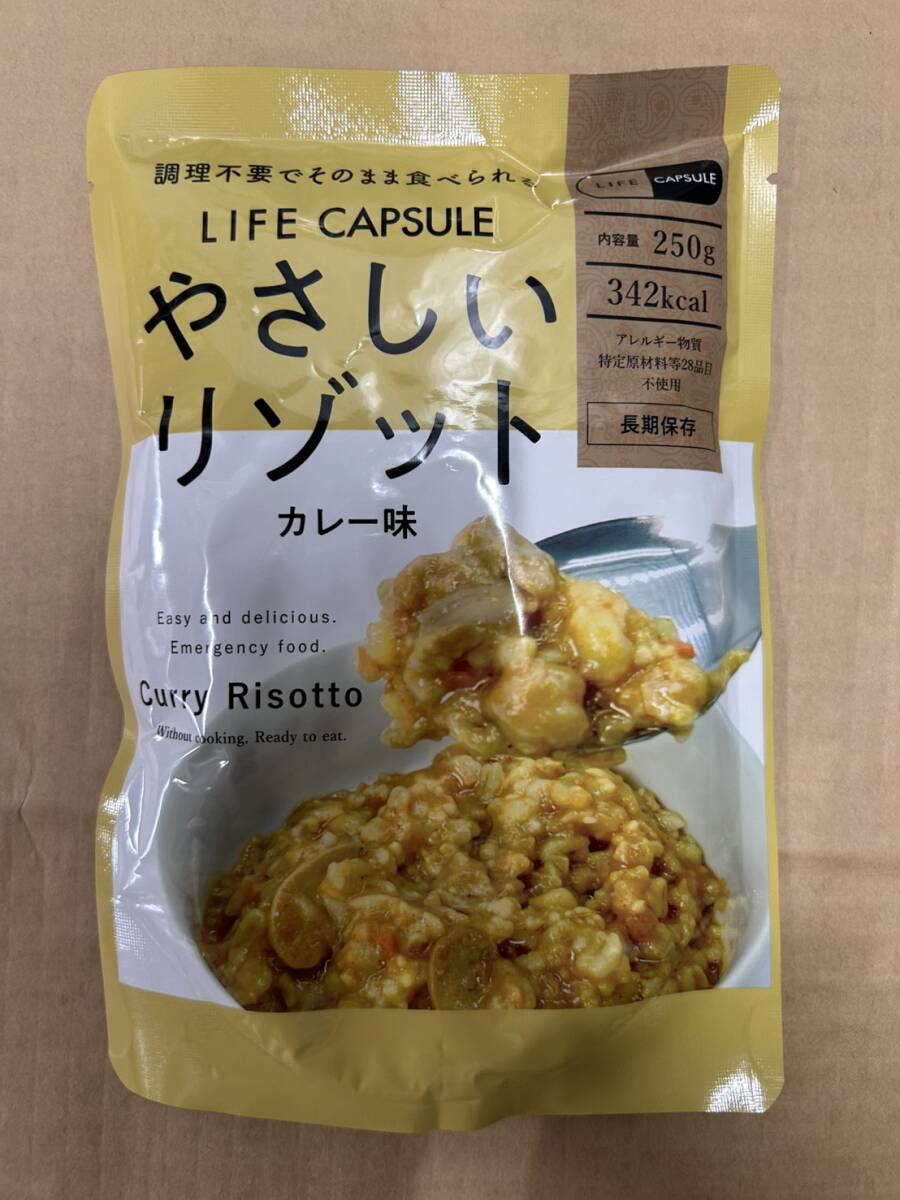 調理不要でそのまま食べられる
LIFE CAPSULE
やさしい
リゾット
カレー味
Easy and delicious.
Emergency food.
Curry Risotto
Without cooking. Ready to eat.
LIFE CAPSULE
内容量 250g
342kcal
アレルギー物質
特定原材料等28品目
不使用
長期保存